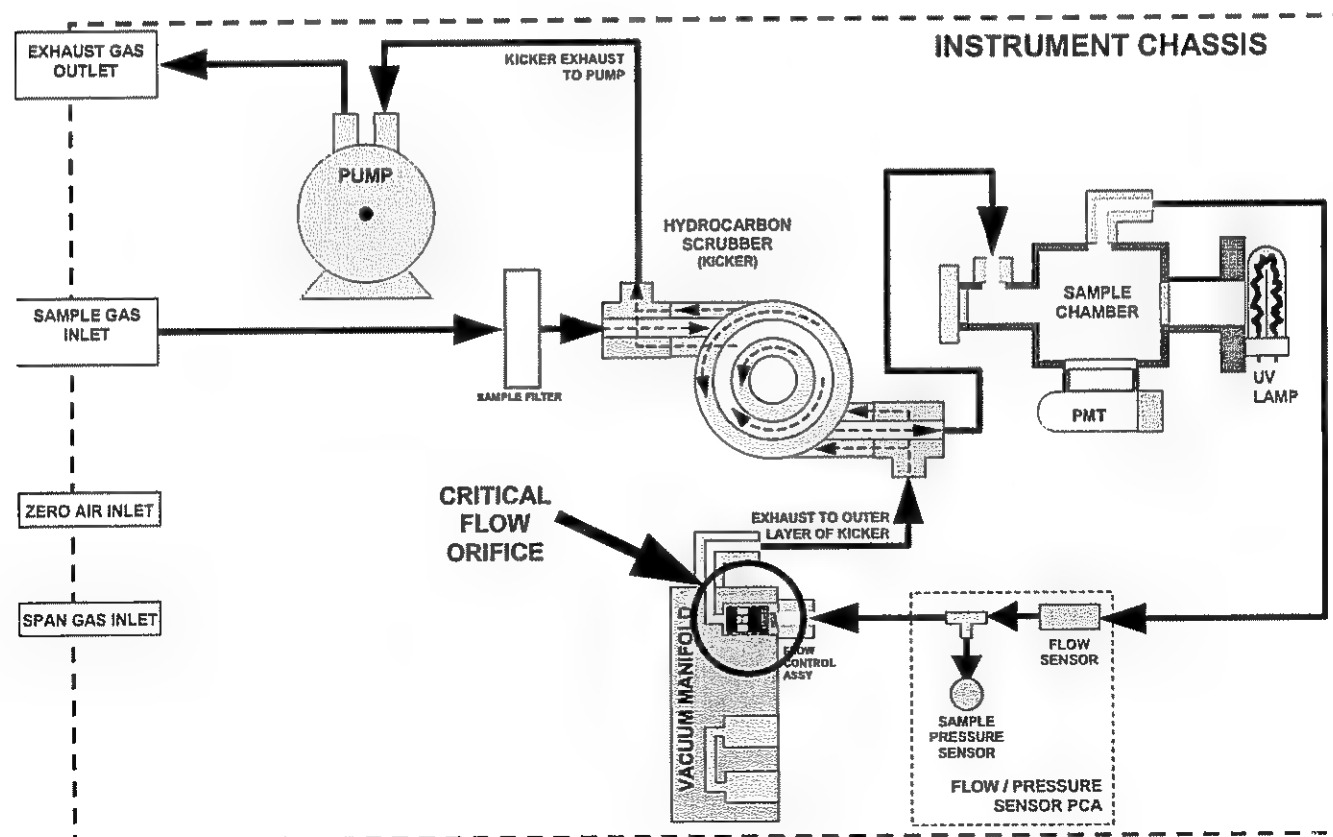 INSTRUMENT CHASSIS
EXHAUST GAS
OUTLET
KICKER EXHAUST
TO PUMP
PUMP
HYDROCARBON
SCRUBBER
(KICKER)
SAMPLE GAS
INLET
SAMPLE FILTER
SAMPLE
CHAMBER
UV
LAMP
PMT
ZERO AIR INLET
CRITICAL
FLOW
ORIFICE
EXHAUST TO OUTER
LAYER OF KICKER
SPAN GAS INLET
VACUUM MANIFOLD
FLOW
CONTROL
ASSY
FLOW
SENSOR
SAMPLE
PRESSURE
SENSOR
FLOW / PRESSURE
SENSOR PCA